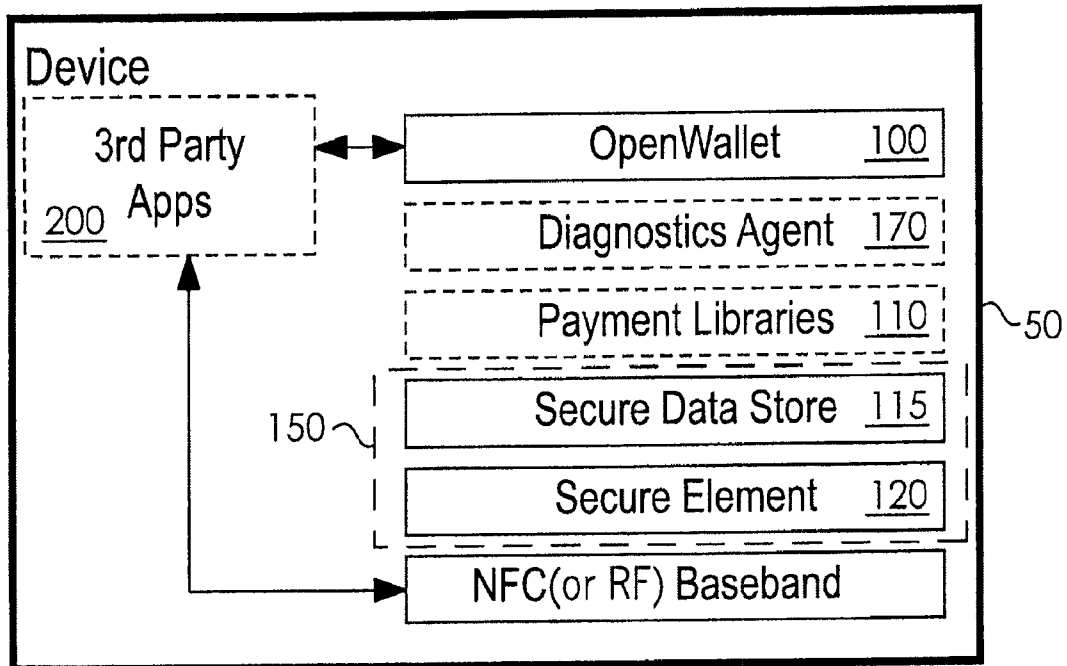 Device
3rd Party
Apps
200
OpenWallet 100
Diagnostics Agent 170
Payment Libraries 110
50
Secure Data Store 115
150
Secure Element 120
NFC(or RF) Baseband